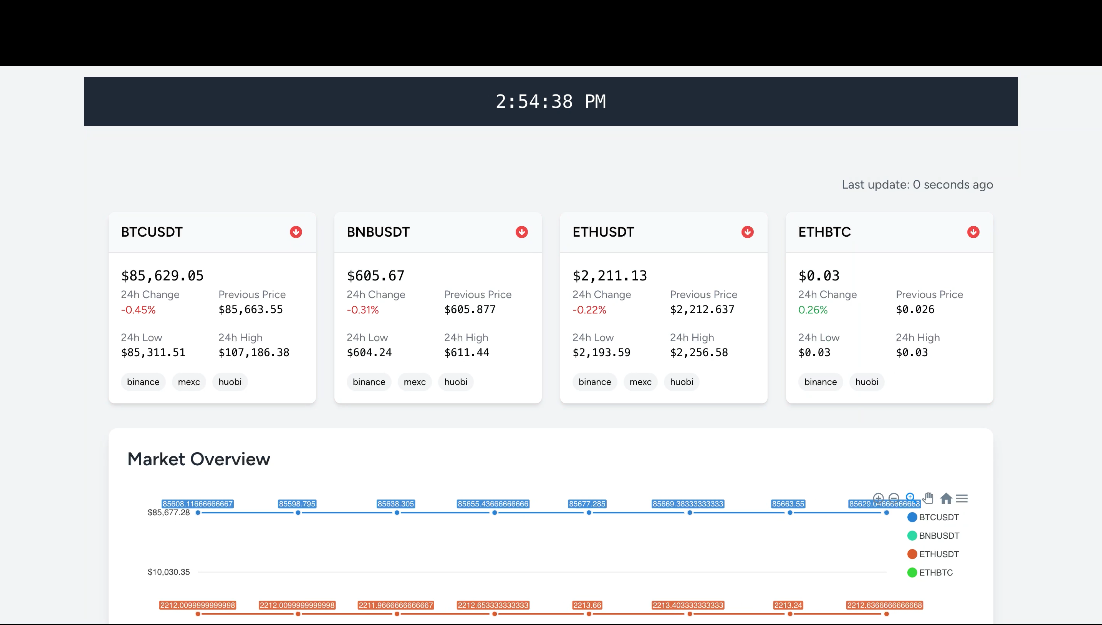 2:54:38 PM
Last update: 0 seconds ago
BTCUSDT
$85,629.05
24h Change Previous Price
-0.45% $85,663.55
24h Low 24h High
$85,311.51 $107,186.38
binance mexc huobi
BNBUSDT
$605.67
24h Change Previous Price
-0.31% $605.877
24h Low 24h High
$604.24 $611.44
binance mexc huobi
ETHUSDT
$2,211.13
24h Change Previous Price
-0.22% $2,212.637
24h Low 24h High
$2,193.59 $2,256.58
binance mexc huobi
ETHBTC
$0.03
24h Change Previous Price
0.26% $0.026
24h Low 24h High
$0.03 $0.03
binance huobi
Market Overview
85608.11666666667 85598.795 85638.305 85655.43666666666 85677.285 85669.38333333333 85663.55
$85,677.28
$10,030.35
2212.0099999999998 2212.0099999999998 2211.9666666666667 2212.653333333333 2213.66 2213.403333333333 2213.24 2212.6366666666668
BTCUSDT
BNBUSDT
ETHUSDT
ETHBTC